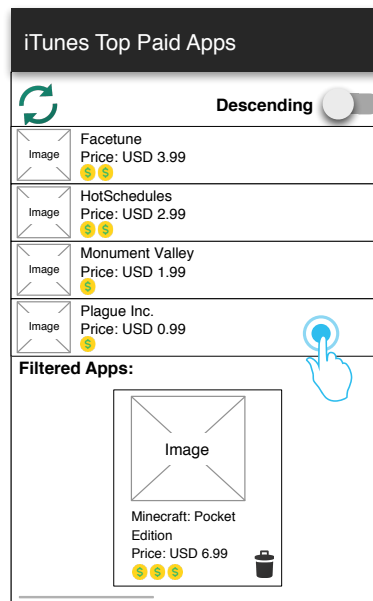 iTunes Top Paid Apps
Descending
Image
Facetune
Price: USD 3.99
$ $
Image
HotSchedules
Price: USD 2.99
$ $
Image
Monument Valley
Price: USD 1.99
$
Image
Plague Inc.
Price: USD 0.99
$
Filtered Apps:
Image
Minecraft: Pocket
Edition
Price: USD 6.99
$ $ $